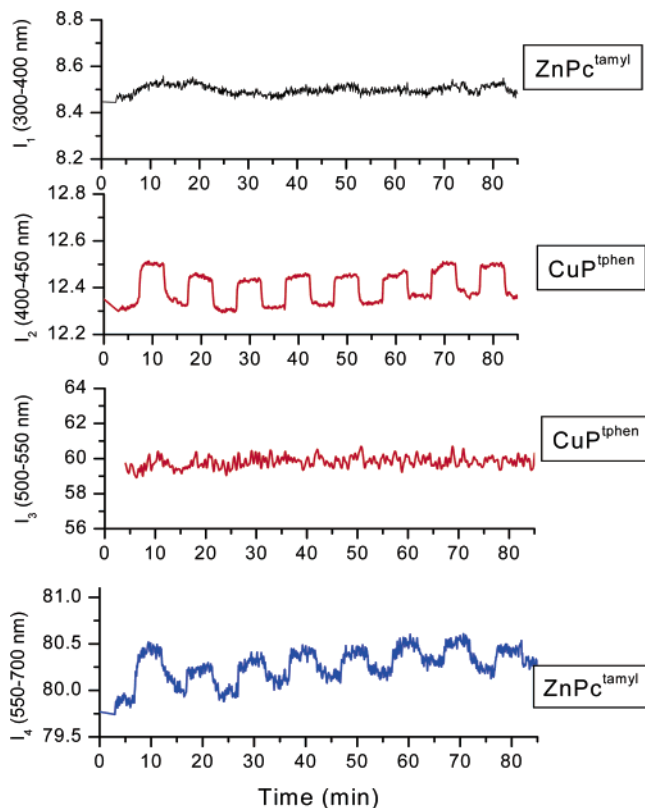 8.8
8.6
8.4
8.2
I₁ (300-400 nm)
0 10 20 30 40 50 60 70 80
ZnPc^tamyl
12.8
12.6
12.4
12.2
I₂ (400-450 nm)
0 10 20 30 40 50 60 70 80
CuP^tphen
64
62
60
59
56
I₃ (500-550 nm)
0 10 20 30 40 50 60 70 80
CuP^tphen
81.0
80.5
80.0
79.5
I₄ (550-700 nm)
0 10 20 30 40 50 60 70 80
ZnPc^tamyl
Time (min)